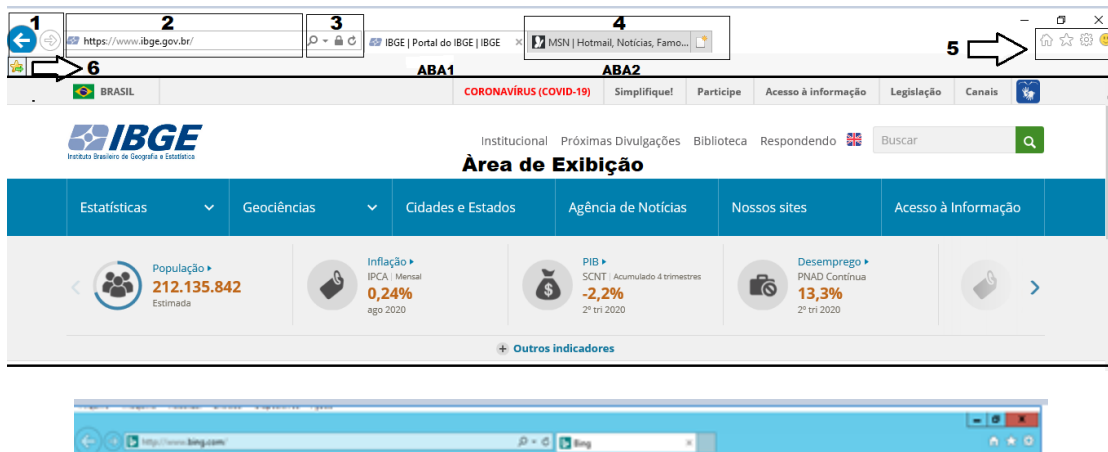 1 2 3 4
https://www.ibge.gov.br/ IBGE | Portal do IBGE | IBGE MSN | Hotmail, Notícias, Famo... 5
6 ABA1 ABA2
BRASIL CORONAVÍRUS (COVID-19) Simplifique! Participe Acesso à informação Legislação Canais
IBGE Institucional Próximas Divulgações Biblioteca Respondendo Buscar
Instituto Brasileiro de Geografia e Estatística
Àrea de Exibição
Estatísticas Geociências Cidades e Estados Agência de Notícias Nossos sites Acesso à Informação
População Inflação PIB Desemprego
IPCA | Mensal SCNT | Acumulado 4 trimestres PNAD Contínua
212.135.842 0,24% -2,2% 13,3%
Estimada ago 2020 2º tri 2020 2º tri 2020
Outros indicadores
http://www.bing.com/ Bing